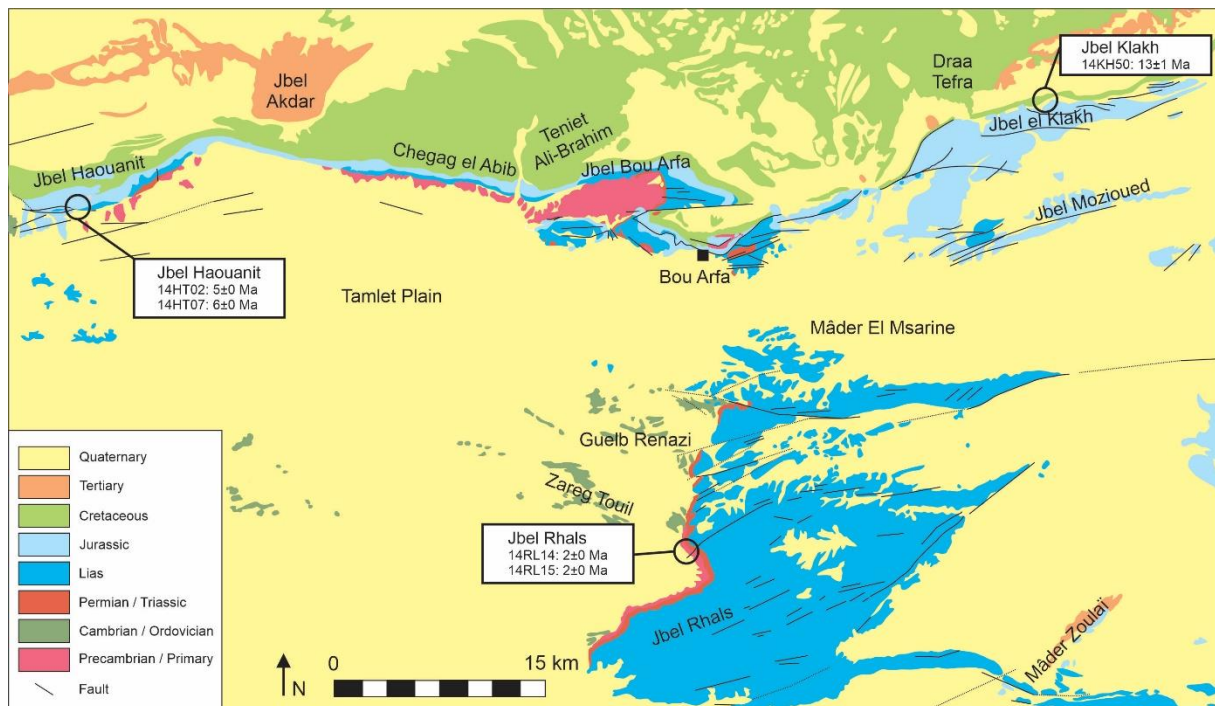 Jbel
Akdar
Draa
Tefra
Jbel Klakh
14KH50: 13±1 Ma
Jbel el Klakh
Teniet
Ali-Brahim
Chegag el Abib
Jbel Bou Arfa
Jbel Haouanit
Jbel Mozioued
Jbel Haouanit
14HT02: 5±0 Ma
14HT07: 6±0 Ma
Tamlet Plain
Bou Arfa
Mâder El Msarine
Guelb Renazi
Zareg Touil
Jbel Rhals
14RL14: 2±0 Ma
14RL15: 2±0 Ma
Jbel Rhals
Mâder Zoulaï
Quaternary
Tertiary
Cretaceous
Jurassic
Lias
Permian / Triassic
Cambrian / Ordovician
Precambrian / Primary
Fault
N
0
15 km